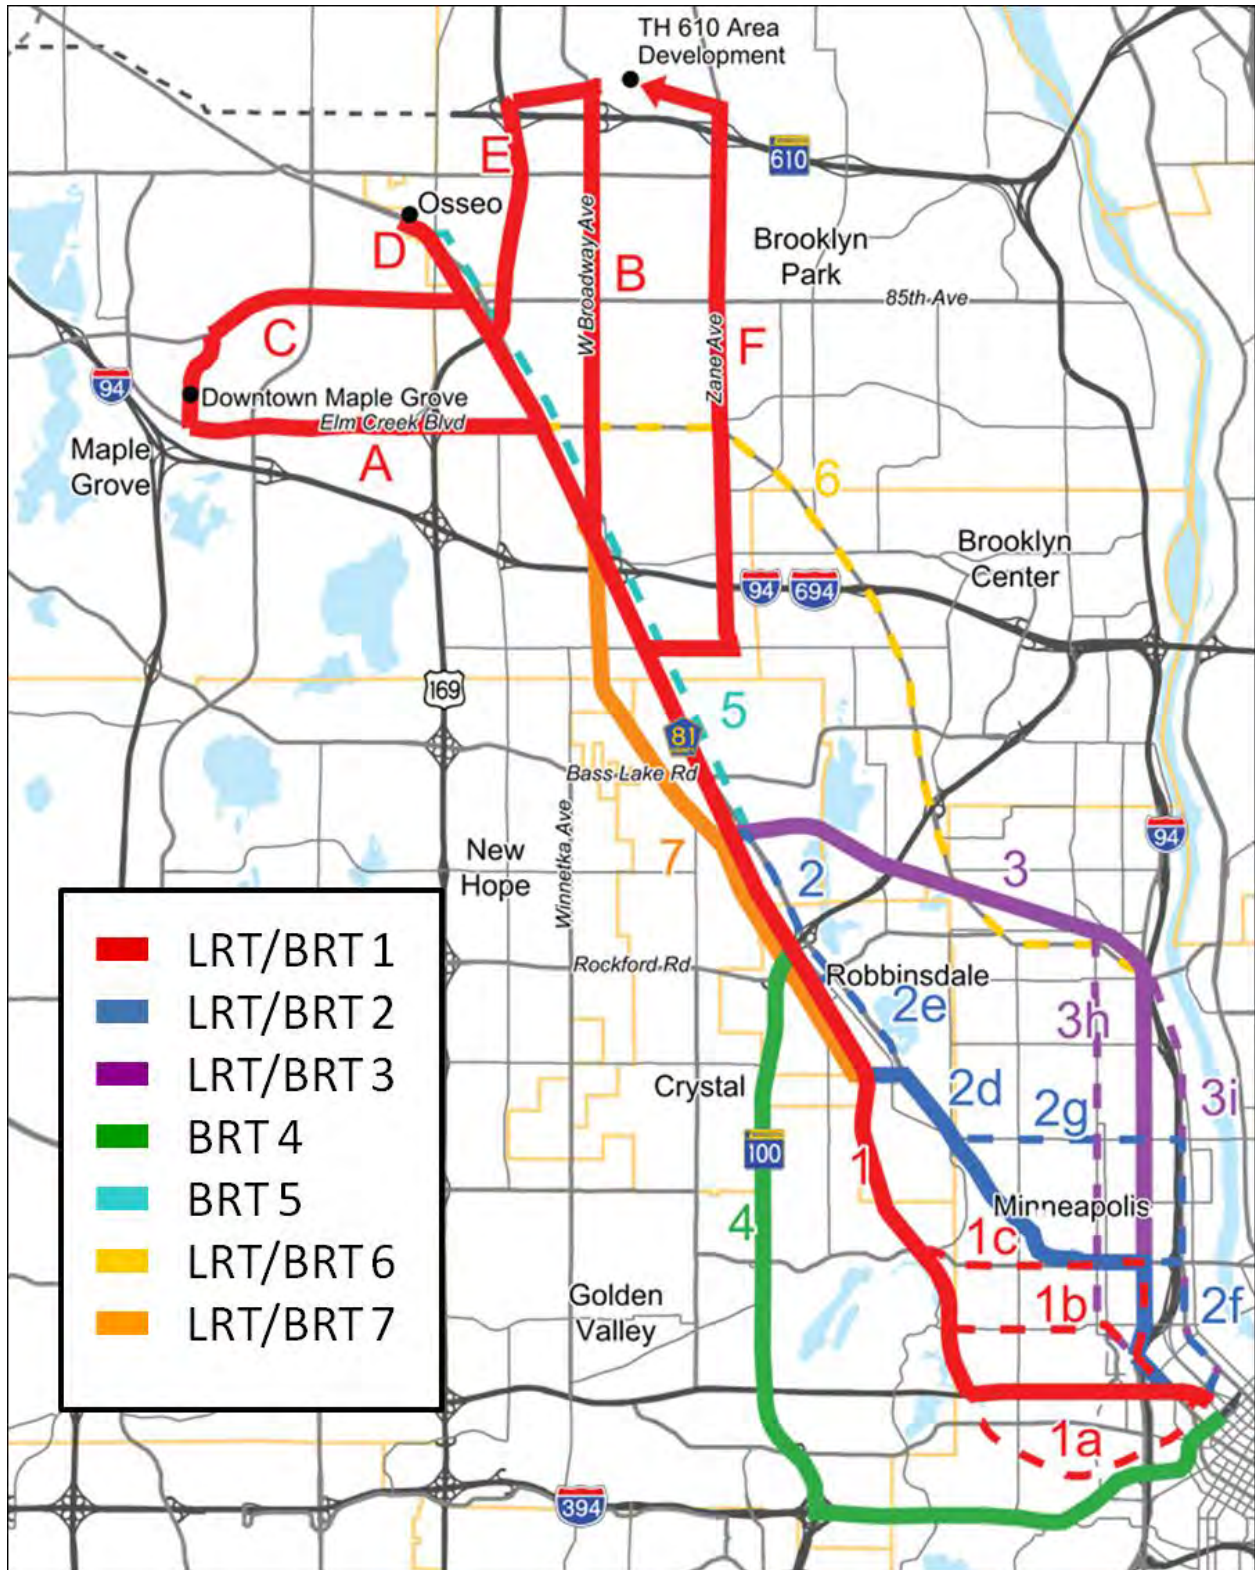 TH 610 Area
Development
E
610
Osseo
D
W Broadway Ave
B
Brooklyn
Park
85th Ave
C
F
Zane Ave
94
Downtown Maple Grove
Elm Creek Blvd
Maple
Grove
A
6
Brooklyn
Center
94
694
169
5
81
Bass Lake Rd
94
New
Hope
Winnetka Ave
7
2
3
Rockford Rd
Robbinsdale
2e
3h
Crystal
2d
2g
3i
100
1
4
Minneapolis
1c
Golden
Valley
1b
2f
1a
394
LRT/BRT 1
LRT/BRT 2
LRT/BRT 3
BRT 4
BRT 5
LRT/BRT 6
LRT/BRT 7